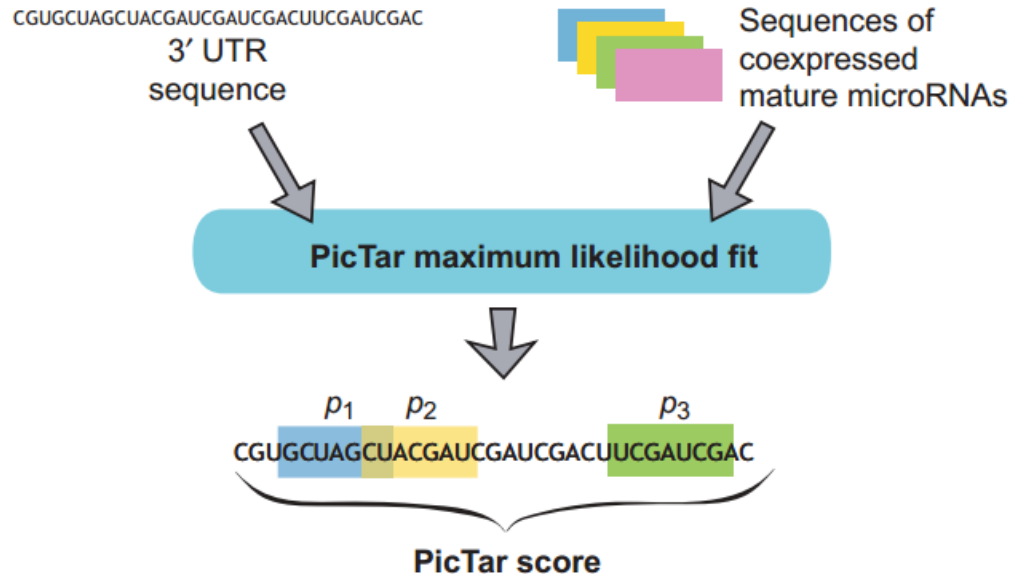 CGUGCUAGCUACGAUCGAUCGACUUCGAUCGAC
3′ UTR
sequence
Sequences of
coexpressed
mature microRNAs
PicTar maximum likelihood fit
p1 p2 p3
CGUGCUAGCUACGAUCGAUCGACUUCGAUCGAC
PicTar score